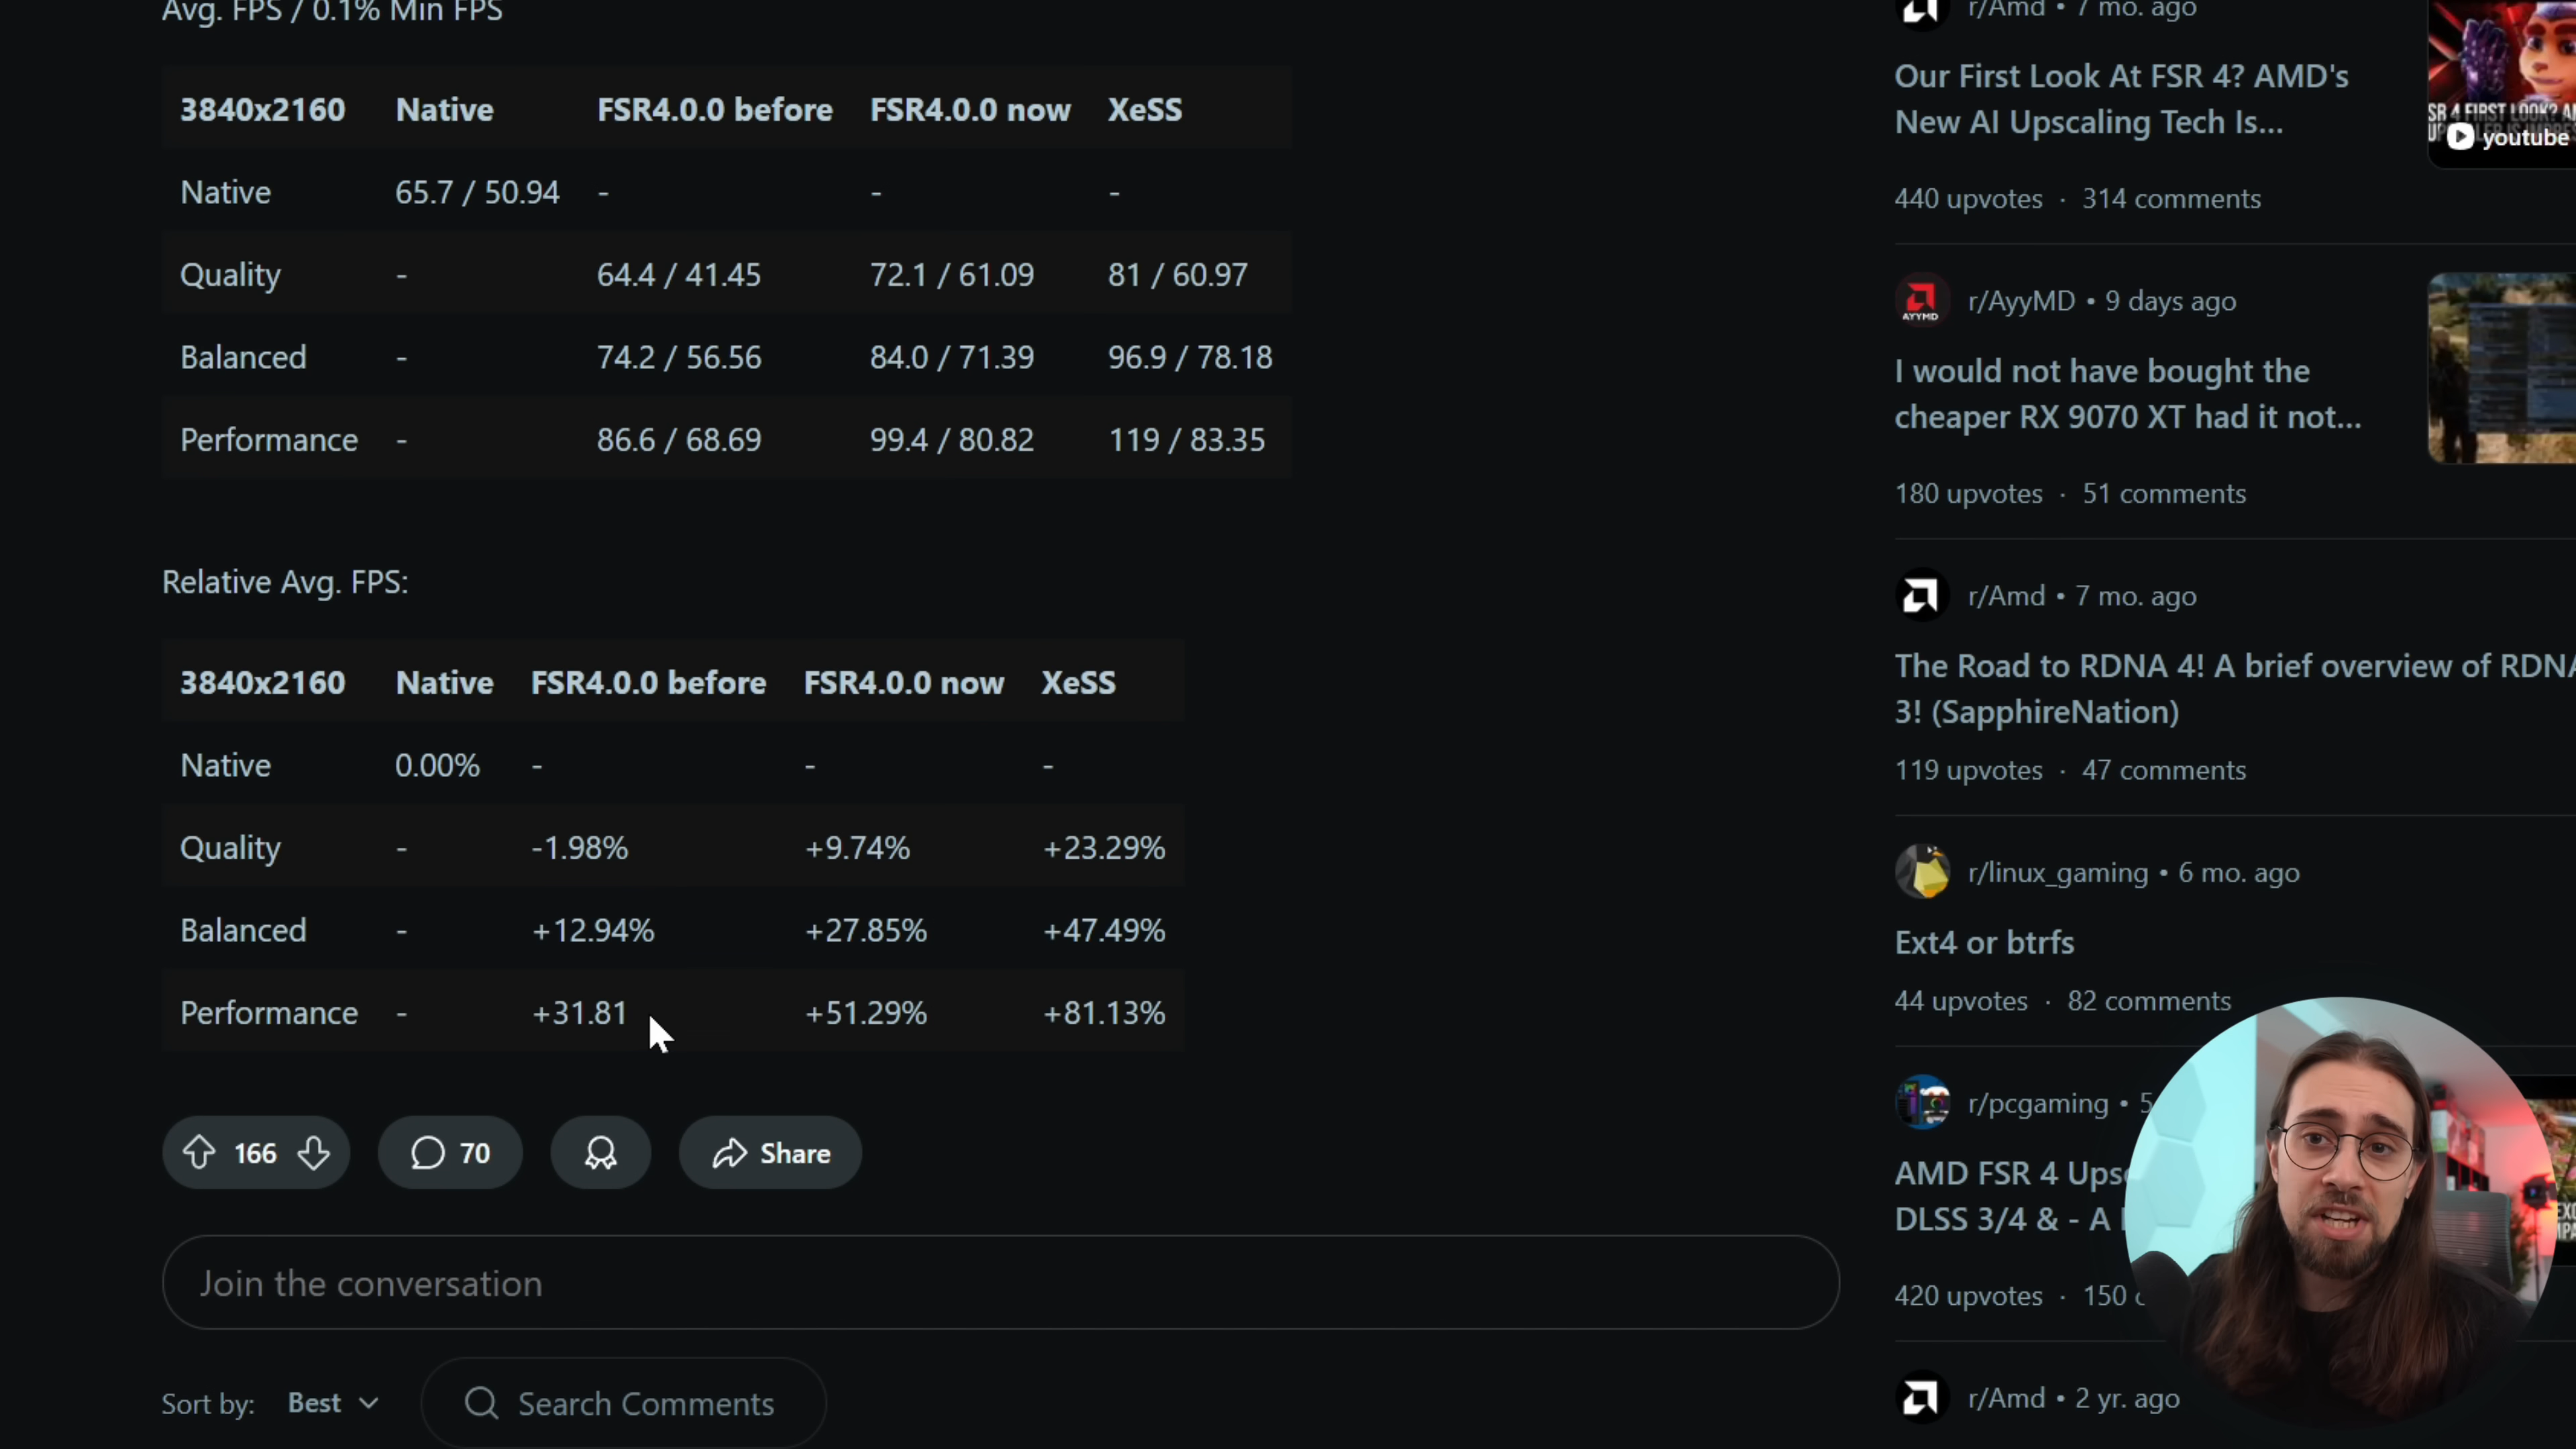 Avg. FPS / 0.1% Min FPS
3840x2160 Native FSR4.0.0 before FSR4.0.0 now XeSS
Native 65.7 / 50.94 - - -
Quality - 64.4 / 41.45 72.1 / 61.09 81 / 60.97
Balanced - 74.2 / 56.56 84.0 / 71.39 96.9 / 78.18
Performance - 86.6 / 68.69 99.4 / 80.82 119 / 83.35
Relative Avg. FPS:
3840x2160 Native FSR4.0.0 before FSR4.0.0 now XeSS
Native 0.00% - - -
Quality - -1.98% +9.74% +23.29%
Balanced - +12.94% +27.85% +47.49%
Performance - +31.81 +51.29% +81.13%
166 70 Share
Join the conversation
Sort by: Best Search Comments
r/Amd • 7 mo. ago
Our First Look At FSR 4? AMD's
New AI Upscaling Tech Is...
youtube
440 upvotes · 314 comments
AYYMD
r/AyyMD • 9 days ago
I would not have bought the
cheaper RX 9070 XT had it not...
180 upvotes · 51 comments
r/Amd • 7 mo. ago
The Road to RDNA 4! A brief overview of RDNA
3! (SapphireNation)
119 upvotes · 47 comments
r/linux_gaming • 6 mo. ago
Ext4 or btrfs
44 upvotes · 82 comments
r/pcgaming • 5
AMD FSR 4 Ups
DLSS 3/4 & - A
420 upvotes · 150 c
r/Amd • 2 yr. ago